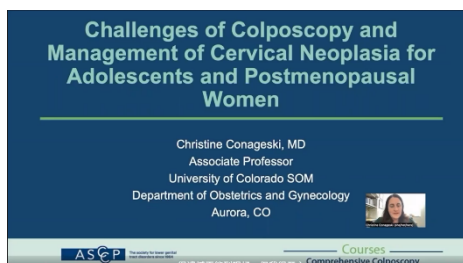 Challenges of Colposcopy and
Management of Cervical Neoplasia for
Adolescents and Postmenopausal
Women
Christine Conageski, MD
Associate Professor
University of Colorado SOM
Department of Obstetrics and Gynecology
Aurora, CO
ASCCP
Courses
Comprehensive Colposcopy